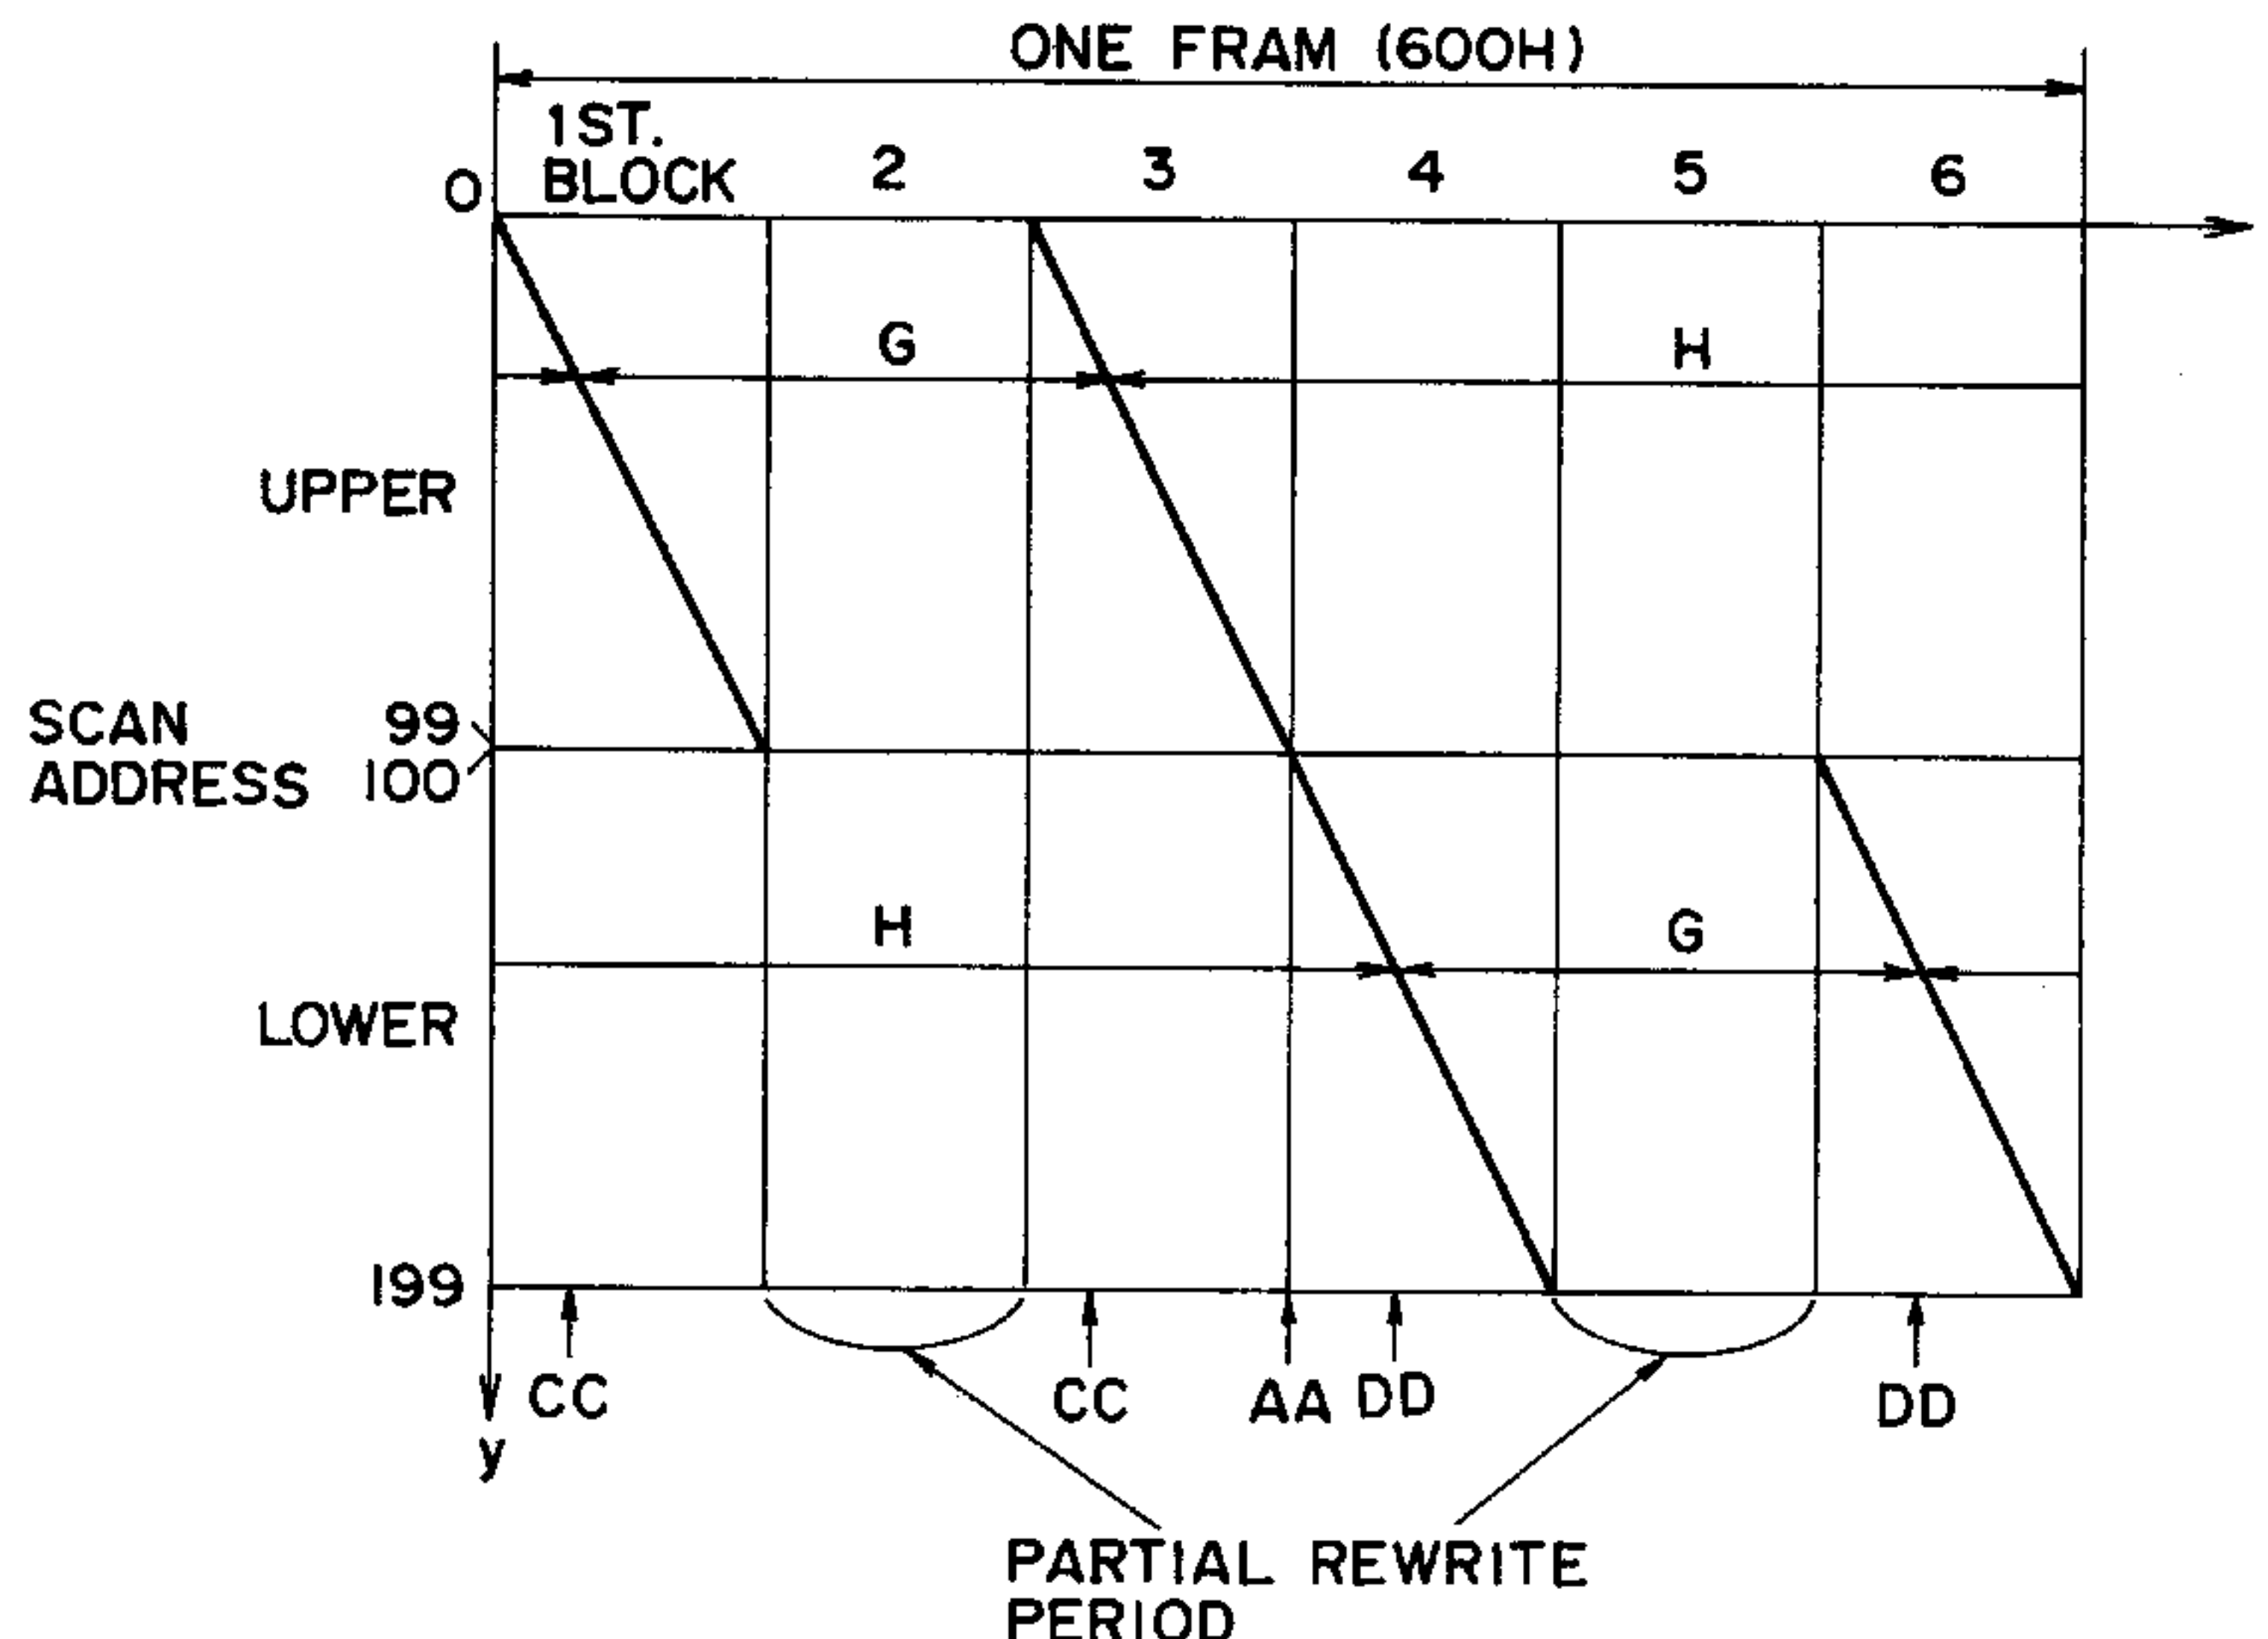 ONE FRAM (600H)
1ST.
BLOCK 2 3 4 5 6
0
G H
UPPER
SCAN
ADDRESS
99
100
H G
LOWER
199
CC CC AA DD DD
y
PARTIAL REWRITE
PERIOD